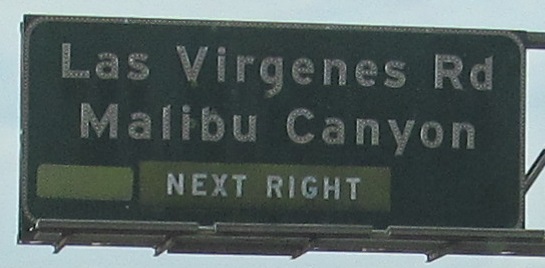 Las Virgenes Rd
Malibu Canyon
NEXT RIGHT